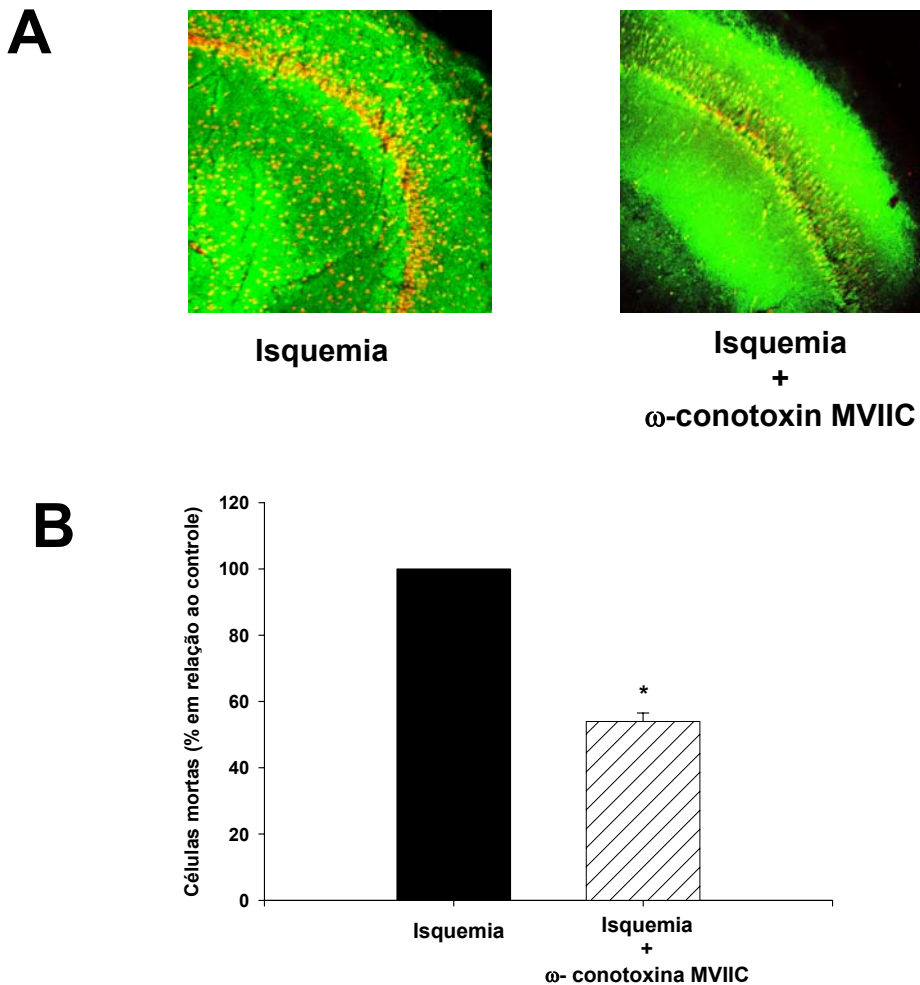 A
Isquemia
Isquemia
+
ω-conotoxin MVIIC
B
Células mortas (% em relação ao controle)
120
100
80
60
40
20
0
*
Isquemia
Isquemia
+
ω- conotoxina MVIIC